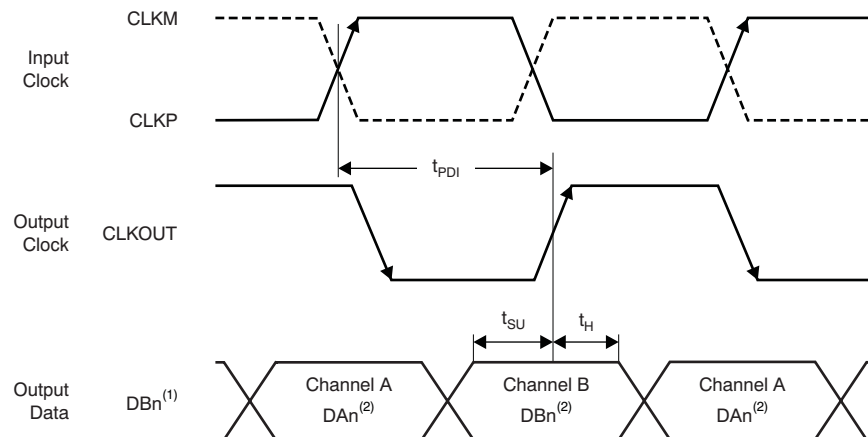 CLKM
Input
Clock
CLKP
t_PDI
Output
Clock
CLKOUT
t_SU
t_H
Output
Data
DBn^(1)
Channel A
DAn^(2)
Channel B
DBn^(2)
Channel A
DAn^(2)